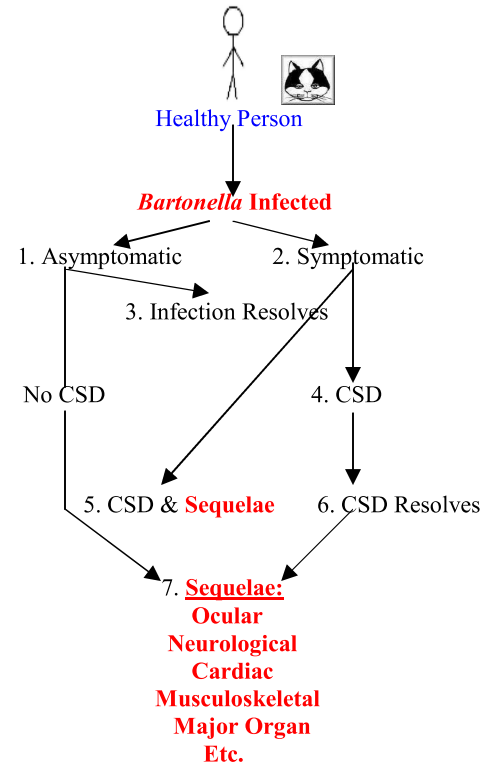 Healthy Person
Bartonella Infected
1. Asymptomatic
2. Symptomatic
3. Infection Resolves
No CSD
4. CSD
5. CSD & Sequelae
6. CSD Resolves
7. Sequelae:
Ocular
Neurological
Cardiac
Musculoskeletal
Major Organ
Etc.